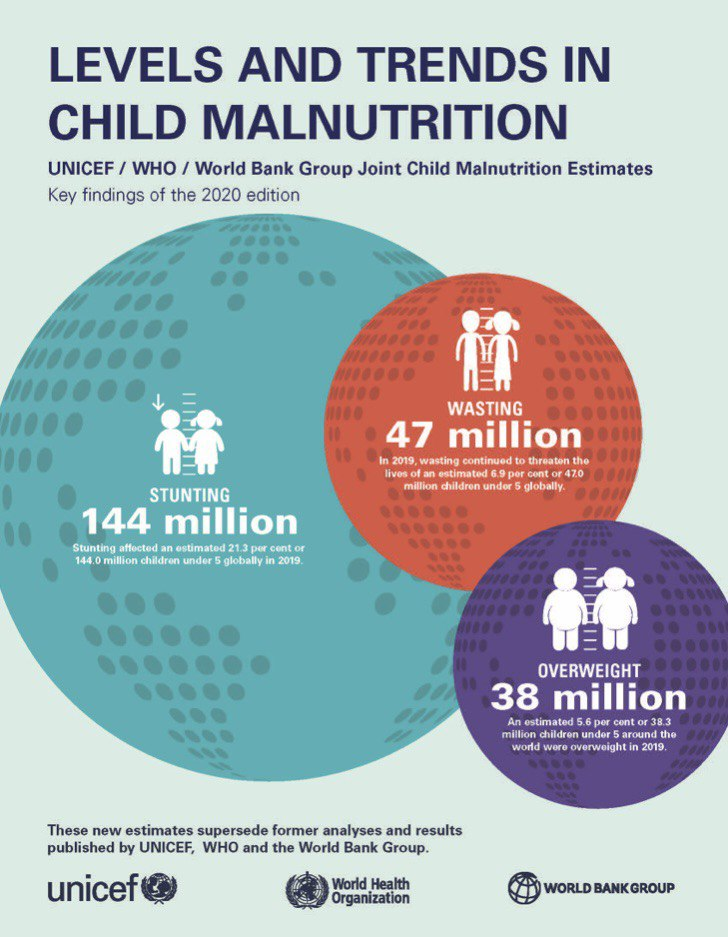 LEVELS AND TRENDS IN
CHILD MALNUTRITION
UNICEF / WHO / World Bank Group Joint Child Malnutrition Estimates
Key findings of the 2020 edition
WASTING
47 million
In 2019, wasting continued to threaten the
lives of an estimated 6.9 per cent or 47.0
million children under 5 globally.
STUNTING
144 million
Stunting affected an estimated 21.3 per cent or
144.0 million children under 5 globally in 2019.
OVERWEIGHT
38 million
An estimated 5.6 per cent or 38.3
million children under 5 around the
world were overweight in 2019.
These new estimates supersede former analyses and results
published by UNICEF, WHO and the World Bank Group.
unicef
World Health
Organization
WORLD BANK GROUP